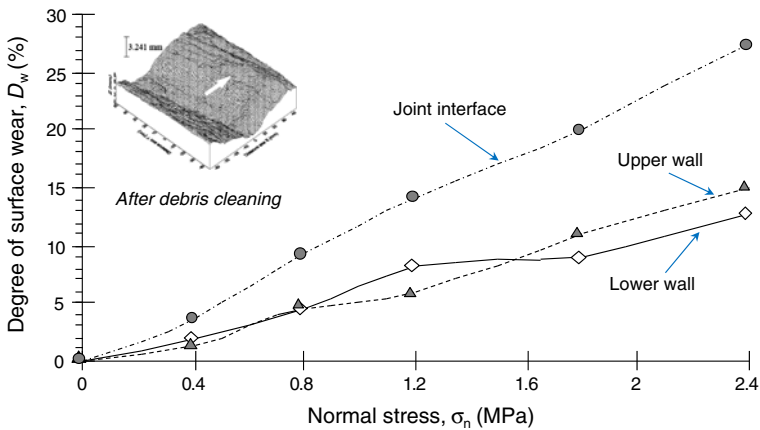 30
25
20
15
10
5
0
Degree of surface wear, D_w (%)
3.241 mm
After debris cleaning
Joint interface
Upper wall
Lower wall
0
0.4
0.8
1.2
1.6
2
2.4
Normal stress, σ_n (MPa)